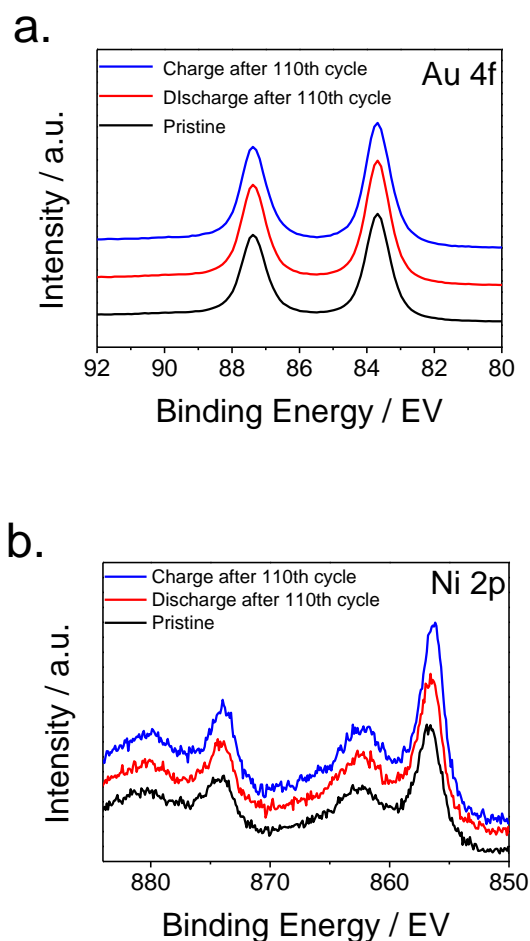 a.
Charge after 110th cycle
DIscharge after 110th cycle
Pristine
Au 4f
Intensity / a.u.
92 90 88 86 84 82 80
Binding Energy / EV
b.
Charge after 110th cycle
Discharge after 110th cycle
Pristine
Ni 2p
Intensity / a.u.
880 870 860 850
Binding Energy / EV